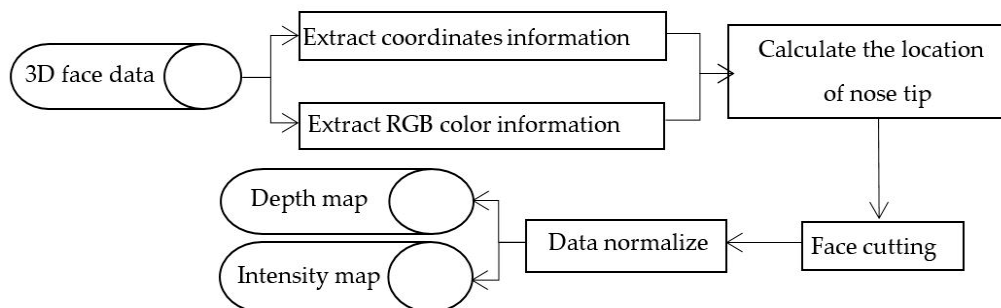 3D face data
Extract coordinates information
Extract RGB color information
Calculate the location
of nose tip
Face cutting
Data normalize
Depth map
Intensity map